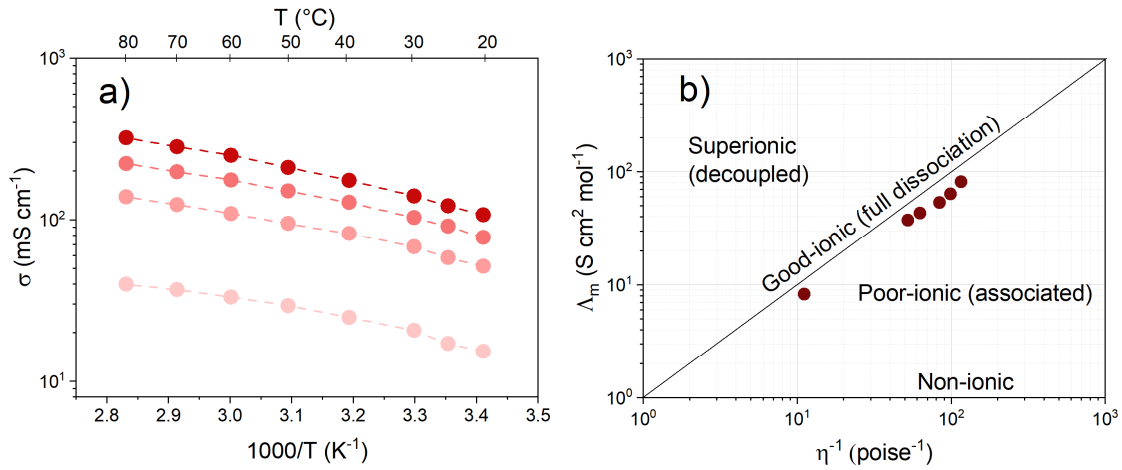 T (°C)
80 70 60 50 40 30 20
10³
10²
10¹
a)
σ (mS cm⁻¹)
2.8 2.9 3.0 3.1 3.2 3.3 3.4 3.5
1000/T (K⁻¹)
b)
10³
10²
10¹
10⁰
Λₘ (S cm² mol⁻¹)
Superionic
(decoupled)
Good-ionic (full dissociation)
Poor-ionic (associated)
Non-ionic
10⁰ 10¹ 10² 10³
η⁻¹ (poise⁻¹)